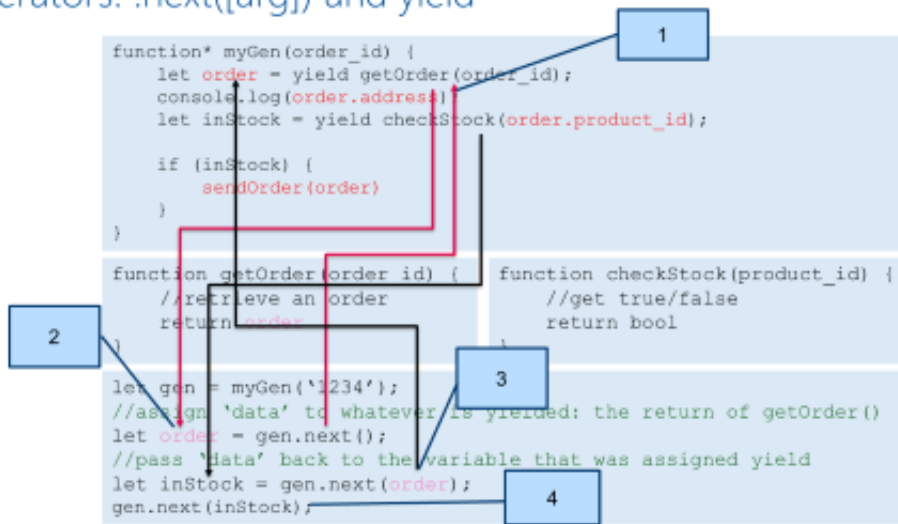 erators: .next([arg]) and yield
1
function* myGen(order_id) {
let order = yield getOrder(order_id);
console.log(order.address)
let inStock = yield checkStock(order.product_id);
if (inStock) {
sendOrder(order)
}
}
function getOrder(order_id) {
//retrieve an order
return order
}
function checkStock(product_id) {
//get true/false
return bool
}
2
3
let gen = myGen('1234');
//assign 'data' to whatever is yielded: the return of getOrder()
let order = gen.next();
//pass 'data' back to the variable that was assigned yield
let inStock = gen.next(order);
gen.next(inStock);
4